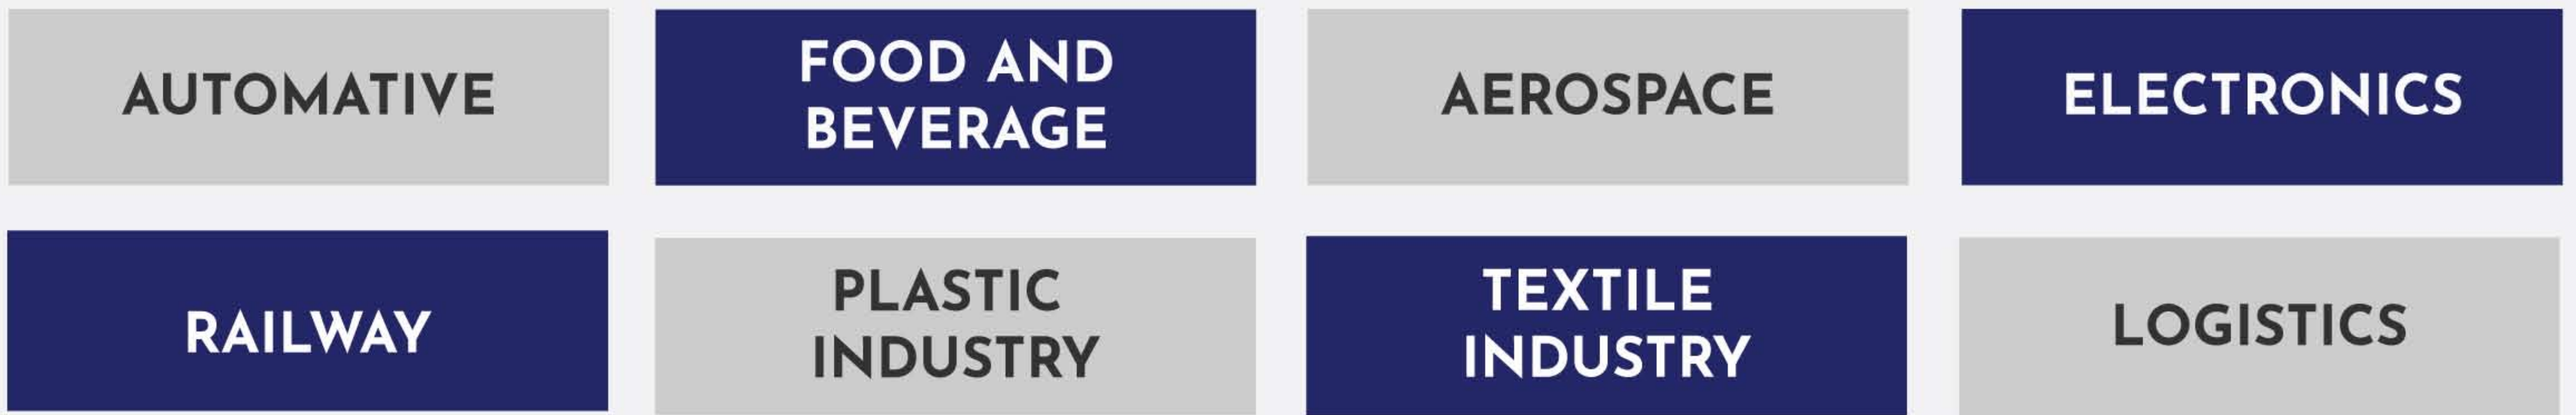 AUTOMATIVE
FOOD AND
BEVERAGE
AEROSPACE
ELECTRONICS
RAILWAY
PLASTIC
INDUSTRY
TEXTILE
INDUSTRY
LOGISTICS